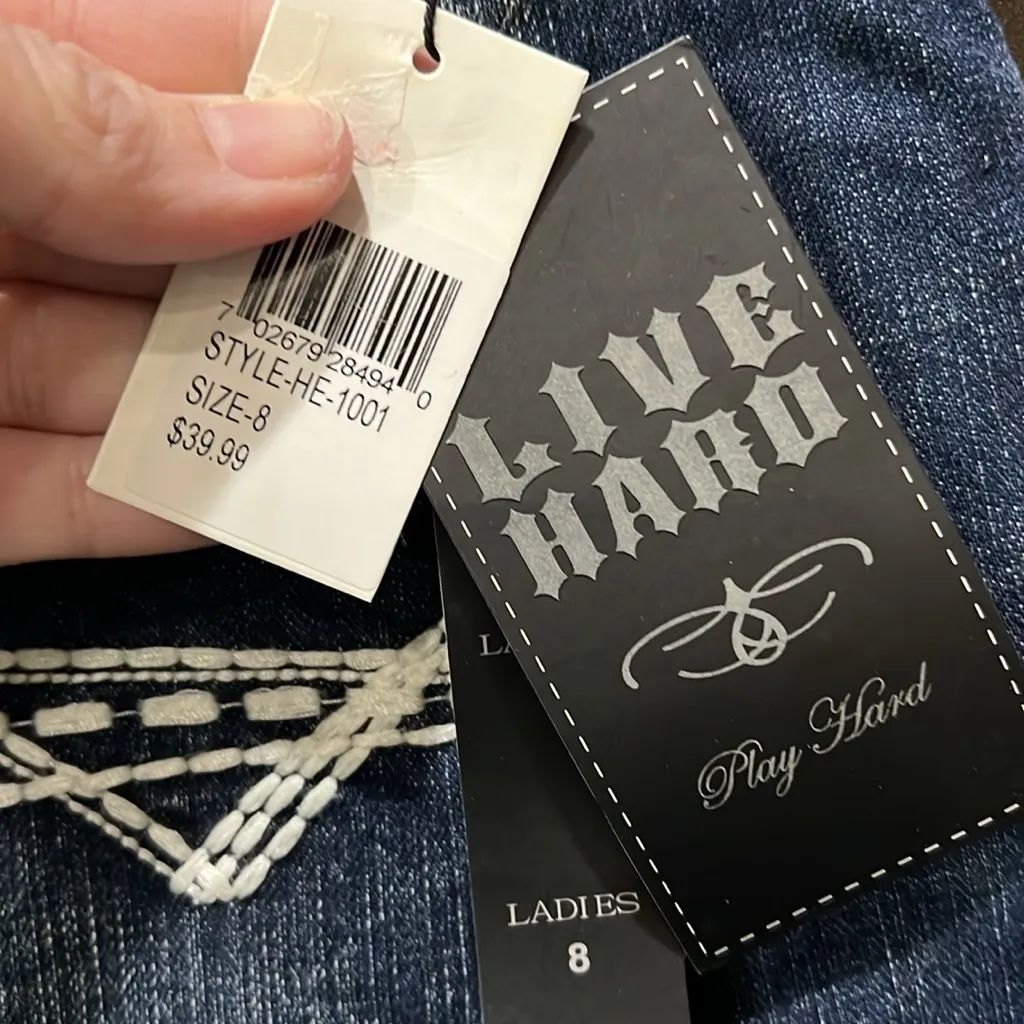 7 02679 28494 0
STYLE-HE-1001
SIZE-8
$39.99
LIVE
HARD
Play Hard
LADIES
8